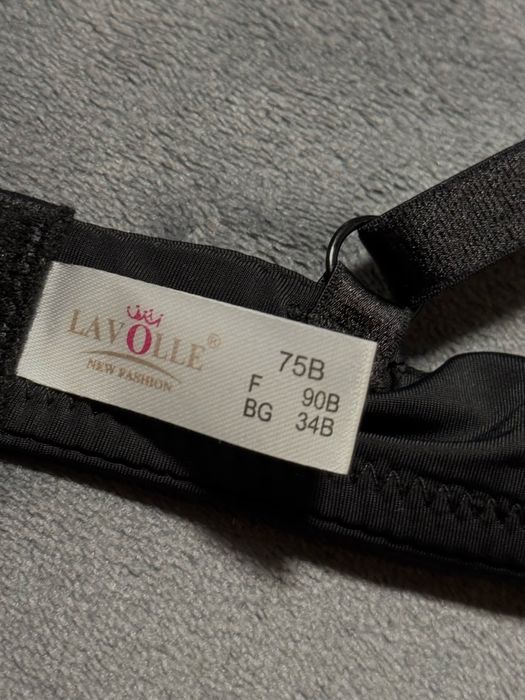 LAVOLLE®
NEW FASHION
75B
F 90B
BG 34B